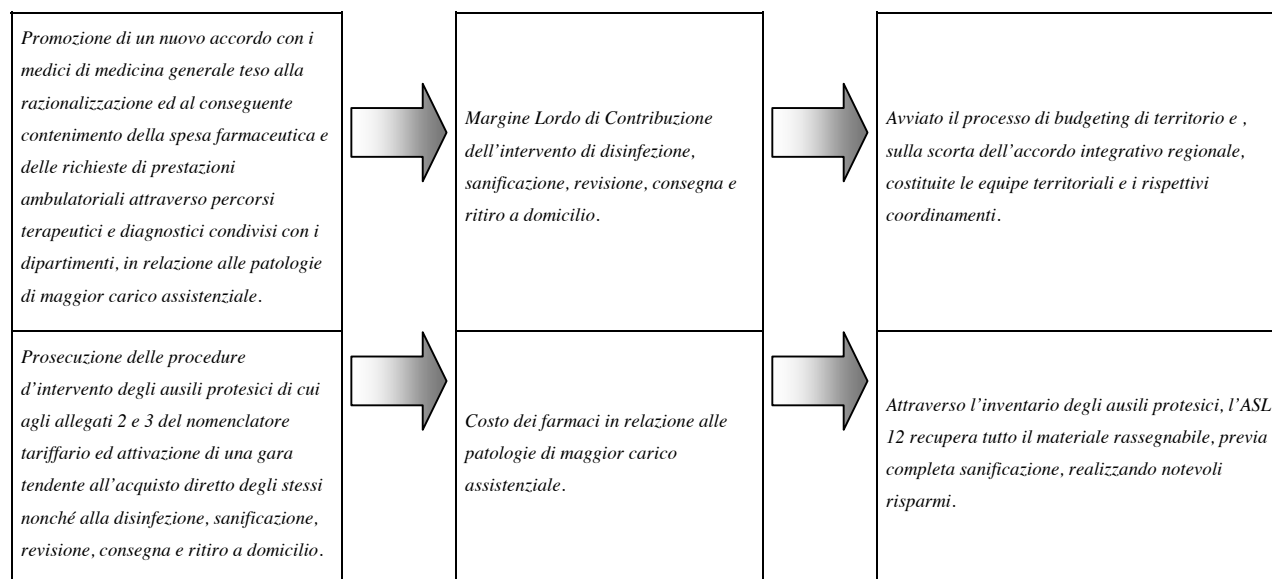 Promozione di un nuovo accordo con i
medici di medicina generale teso alla
razionalizzazione ed al conseguente
contenimento della spesa farmaceutica e
delle richieste di prestazioni
ambulatoriali attraverso percorsi
terapeutici e diagnostici condivisi con i
dipartimenti, in relazione alle patologie
di maggior carico assistenziale.
Margine Lordo di Contribuzione
dell’intervento di disinfezione,
sanificazione, revisione, consegna e
ritiro a domicilio.
Avviato il processo di budgeting di territorio e ,
sulla scorta dell’accordo integrativo regionale,
costituite le equipe territoriali e i rispettivi
coordinamenti.
Prosecuzione delle procedure
d’intervento degli ausili protesici di cui
agli allegati 2 e 3 del nomenclatore
tariffario ed attivazione di una gara
tendente all’acquisto diretto degli stessi
nonché alla disinfezione, sanificazione,
revisione, consegna e ritiro a domicilio.
Costo dei farmaci in relazione alle
patologie di maggior carico
assistenziale.
Attraverso l’inventario degli ausili protesici, l’ASL
12 recupera tutto il materiale rassegnabile, previa
completa sanificazione, realizzando notevoli
risparmi.